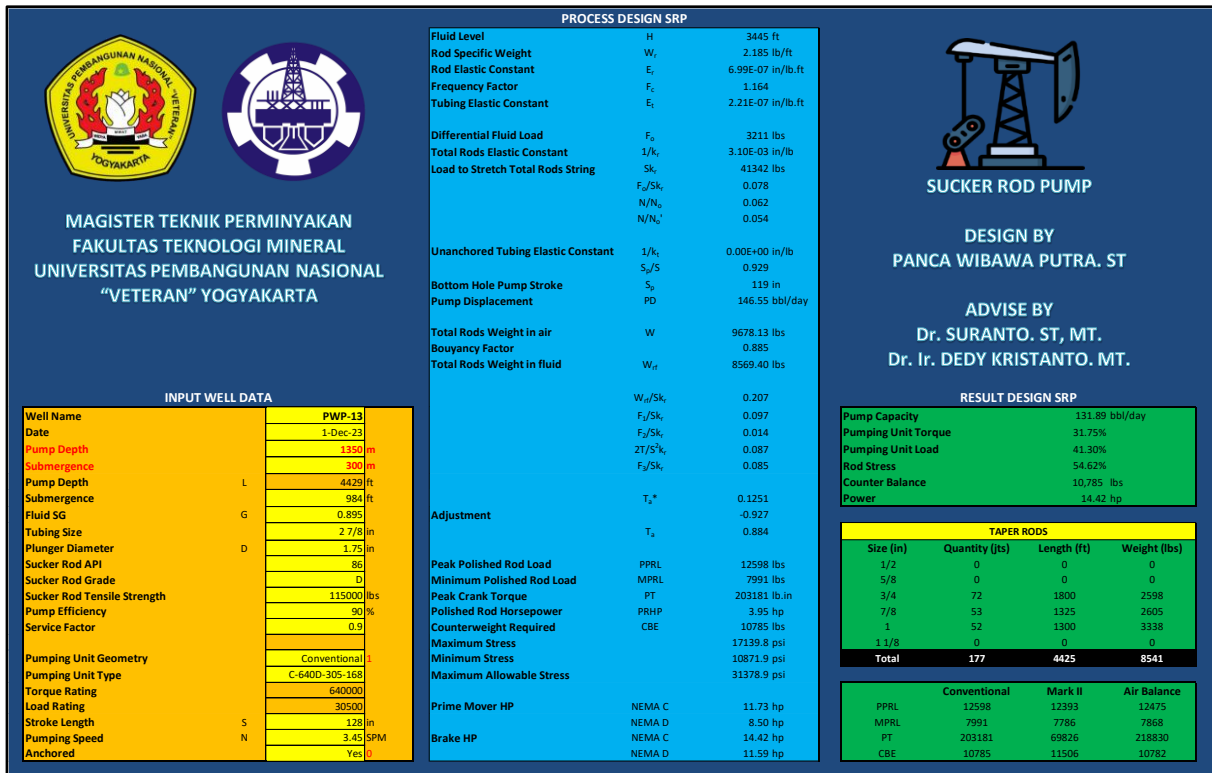 PROCESS DESIGN SRP
UNIVERSITAS PEMBANGUNAN NASIONAL "VETERAN"
YOGYAKARTA
MAGISTER TEKNIK PERMINYAKAN
FAKULTAS TEKNOLOGI MINERAL
UNIVERSITAS PEMBANGUNAN NASIONAL
“VETERAN” YOGYAKARTA
INPUT WELL DATA
Well Name PWP-13
Date 1-Dec-23
Pump Depth 1350 m
Submergence 300 m
Pump Depth L 4429 ft
Submergence 984 ft
Fluid SG G 0.895
Tubing Size 2 7/8 in
Plunger Diameter D 1.75 in
Sucker Rod API 86
Sucker Rod Grade D
Sucker Rod Tensile Strength 115000 lbs
Pump Efficiency 90 %
Service Factor 0.9
Pumping Unit Geometry Conventional 1
Pumping Unit Type C-640D-305-168
Torque Rating 640000
Load Rating 30500
Stroke Length S 128 in
Pumping Speed N 3.45 SPM
Anchored Yes 0
Fluid Level H 3445 ft
Rod Specific Weight Wr 2.185 lb/ft
Rod Elastic Constant Er 6.99E-07 in/lb.ft
Frequency Factor Fc 1.164
Tubing Elastic Constant Et 2.21E-07 in/lb.ft
Differential Fluid Load Fo 3211 lbs
Total Rods Elastic Constant 1/kr 3.10E-03 in/lb
Load to Stretch Total Rods String Skr 41342 lbs
Fo/Skr 0.078
N/No 0.062
N/No' 0.054
Unanchored Tubing Elastic Constant 1/kt 0.00E+00 in/lb
Sp/S 0.929
Bottom Hole Pump Stroke Sp 119 in
Pump Displacement PD 146.55 bbl/day
Total Rods Weight in air W 9678.13 lbs
Bouyancy Factor 0.885
Total Rods Weight in fluid Wrf 8569.40 lbs
Wrf/Skr 0.207
F1/Skr 0.097
F2/Skr 0.014
2T/S²kr 0.087
F3/Skr 0.085
Ta* 0.1251
Adjustment -0.927
Ta 0.884
Peak Polished Rod Load PPRL 12598 lbs
Minimum Polished Rod Load MPRL 7991 lbs
Peak Crank Torque PT 203181 lb.in
Polished Rod Horsepower PRHP 3.95 hp
Counterweight Required CBE 10785 lbs
Maximum Stress 17139.8 psi
Minimum Stress 10871.9 psi
Maximum Allowable Stress 31378.9 psi
Prime Mover HP NEMA C 11.73 hp
NEMA D 8.50 hp
Brake HP NEMA C 14.42 hp
NEMA D 11.59 hp
SUCKER ROD PUMP
DESIGN BY
PANCA WIBAWA PUTRA. ST
ADVISE BY
Dr. SURANTO. ST, MT.
Dr. Ir. DEDY KRISTANTO. MT.
RESULT DESIGN SRP
Pump Capacity 131.89 bbl/day
Pumping Unit Torque 31.75%
Pumping Unit Load 41.30%
Rod Stress 54.62%
Counter Balance 10,785 lbs
Power 14.42 hp
TAPER RODS
Size (in) Quantity (jts) Length (ft) Weight (lbs)
1/2 0 0 0
5/8 0 0 0
3/4 72 1800 2598
7/8 53 1325 2605
1 52 1300 3338
1 1/8 0 0 0
Total 177 4425 8541
Conventional Mark II Air Balance
PPRL 12598 12393 12475
MPRL 7991 7786 7868
PT 203181 69826 218830
CBE 10785 11506 10782